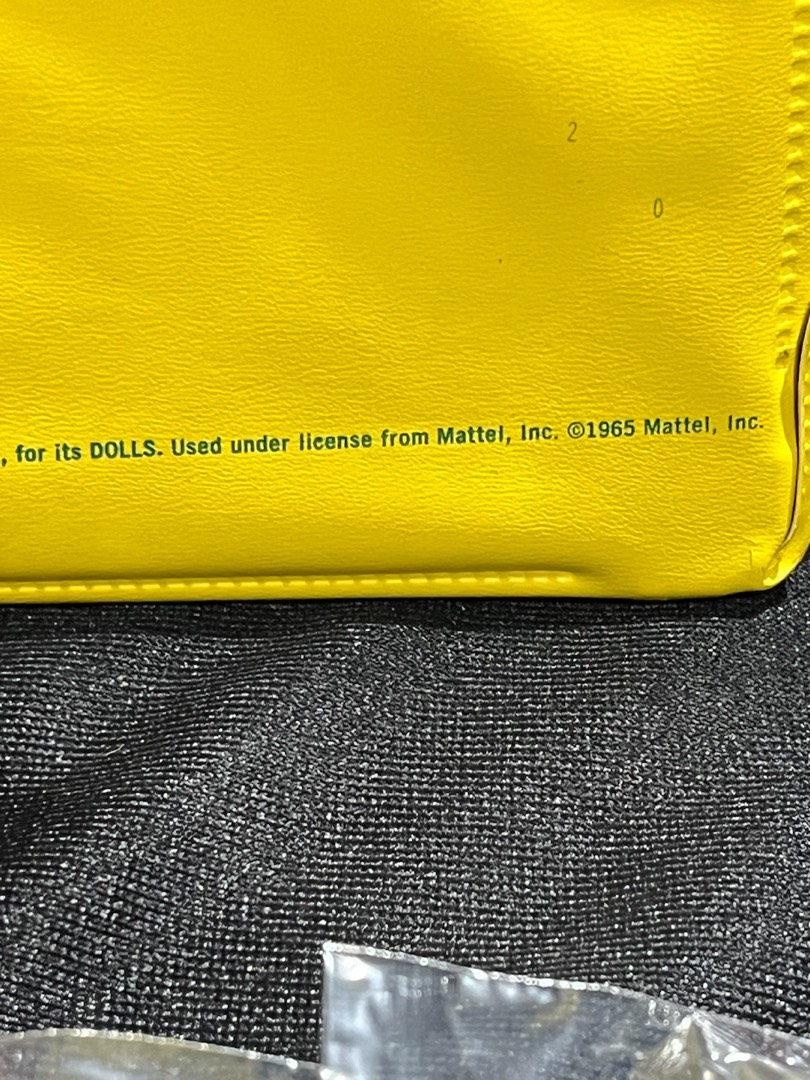 2
0
, for its DOLLS. Used under license from Mattel, Inc. ©1965 Mattel, Inc.